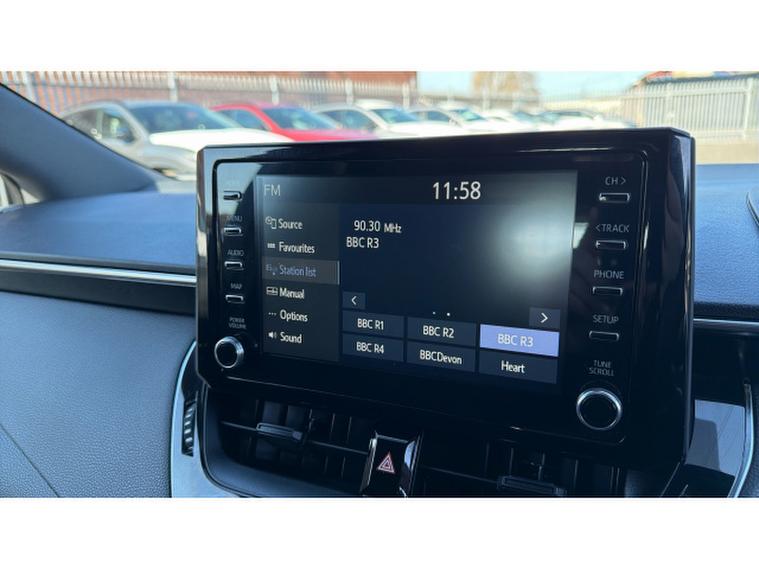 FM 11:58
Source
Favourites
Station list
Manual
Options
Sound
90.30 MHz
BBC R3
BBC R1 BBC R2 BBC R3
BBC R4 BBCDevon Heart
MENU
AUDIO
MAP
POWER
VOLUME
CH >
< TRACK
PHONE
SETUP
TUNE
SCROLL